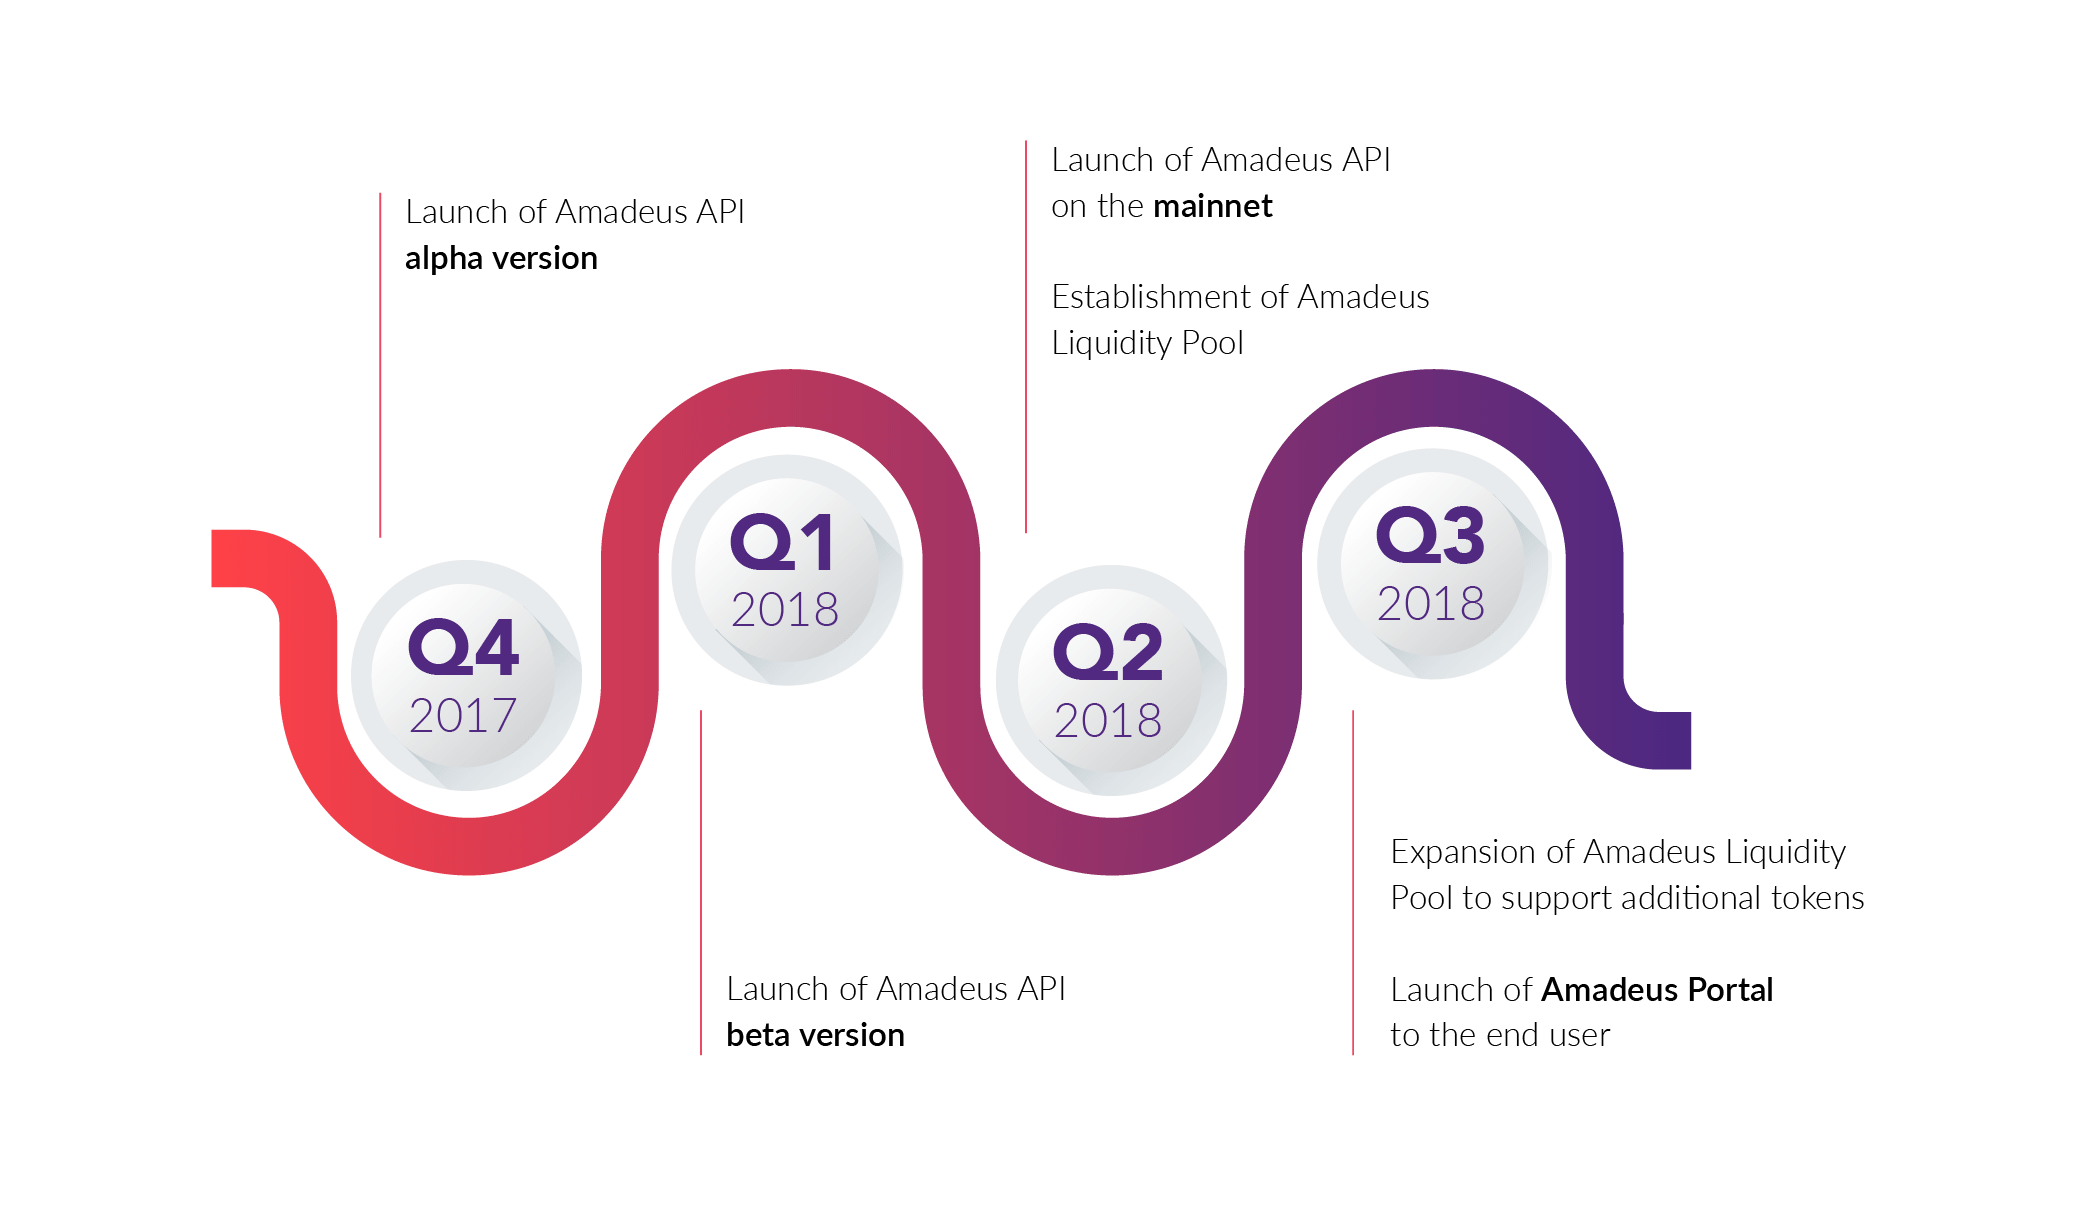 Launch of Amadeus API
alpha version
Q4
2017
Q1
2018
Launch of Amadeus API
beta version
Launch of Amadeus API
on the mainnet
Establishment of Amadeus
Liquidity Pool
Q2
2018
Q3
2018
Expansion of Amadeus Liquidity
Pool to support additional tokens
Launch of Amadeus Portal
to the end user